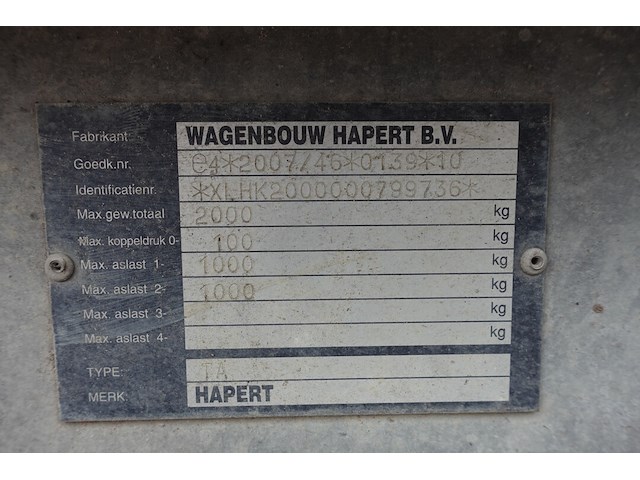 Fabrikant WAGENBOUW HAPERT B.V.
Goedk.nr. e4*2007/46*0139*10
Identificatienr. *XLHK2000000799736*
Max.gew.totaal 2000 kg
Max. koppeldruk 0- 100 kg
Max. aslast 1- 1000 kg
Max. aslast 2- 1000 kg
Max. aslast 3- kg
Max. aslast 4- kg
TYPE: TA
MERK: HAPERT